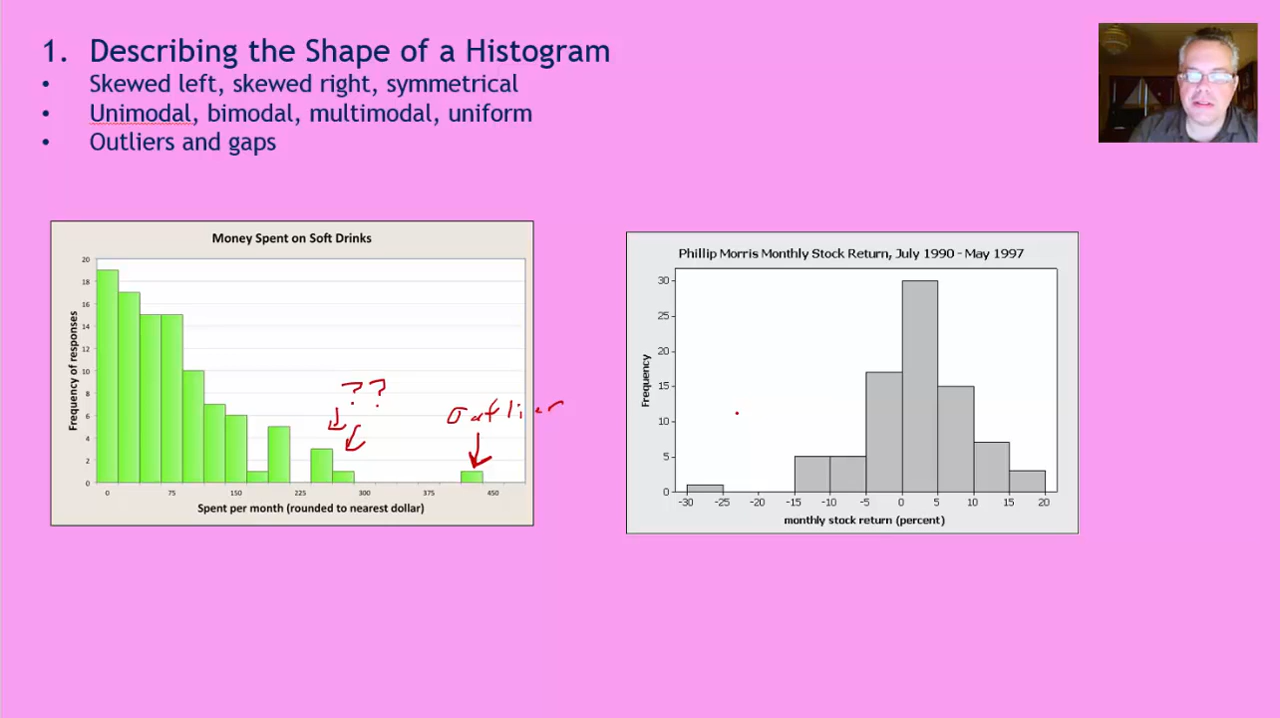 1. Describing the Shape of a Histogram
• Skewed left, skewed right, symmetrical
• Unimodal, bimodal, multimodal, uniform
• Outliers and gaps
Money Spent on Soft Drinks
Frequency of responses
20
18
16
14
12
10
8
6
4
2
0
??
Outlier
0 75 150 225 300 375 450
Spent per month (rounded to nearest dollar)
Phillip Morris Monthly Stock Return, July 1990 - May 1997
Frequency
30
25
20
15
10
5
0
-30 -25 -20 -15 -10 -5 0 5 10 15 20
monthly stock return (percent)